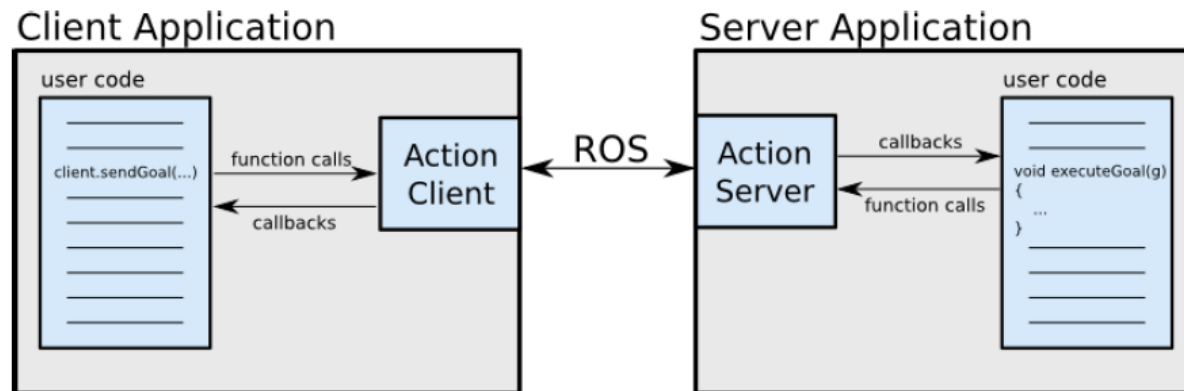 Client Application
user code
client.sendGoal(...)
function calls
callbacks
Action
Client
ROS
Server Application
Action
Server
callbacks
function calls
user code
void executeGoal(g)
{
...
}